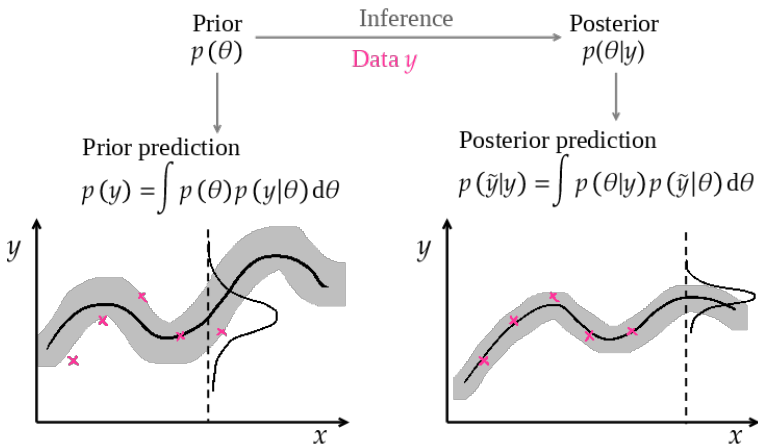 Prior
p(θ)
Inference
Data y
Posterior
p(θ|y)
Prior prediction
p(y) = ∫ p(θ)p(y|θ)dθ
Posterior prediction
p(ỹ|y) = ∫ p(θ|y)p(ỹ|θ)dθ
y
x
y
x